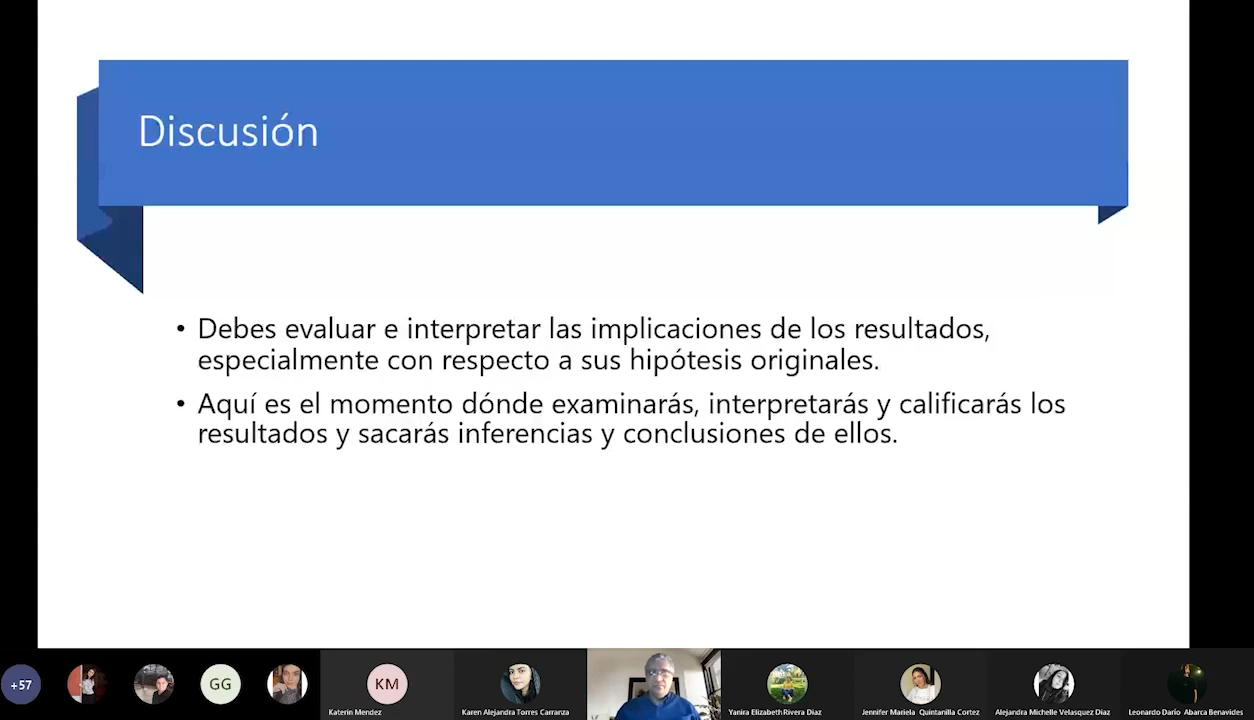 Discusión
• Debes evaluar e interpretar las implicaciones de los resultados,
especialmente con respecto a sus hipótesis originales.
• Aquí es el momento dónde examinarás, interpretarás y calificarás los
resultados y sacarás inferencias y conclusiones de ellos.
+57
GG
KM
Katerin Mendez
Karen Alejandra Torres Carranza
Yanira Elizabeth Rivera Diaz
Jennifer Mariela Quintanilla Cortez
Alejandra Michelle Velasquez Diaz
Leonardo Darío Abarca Benavides